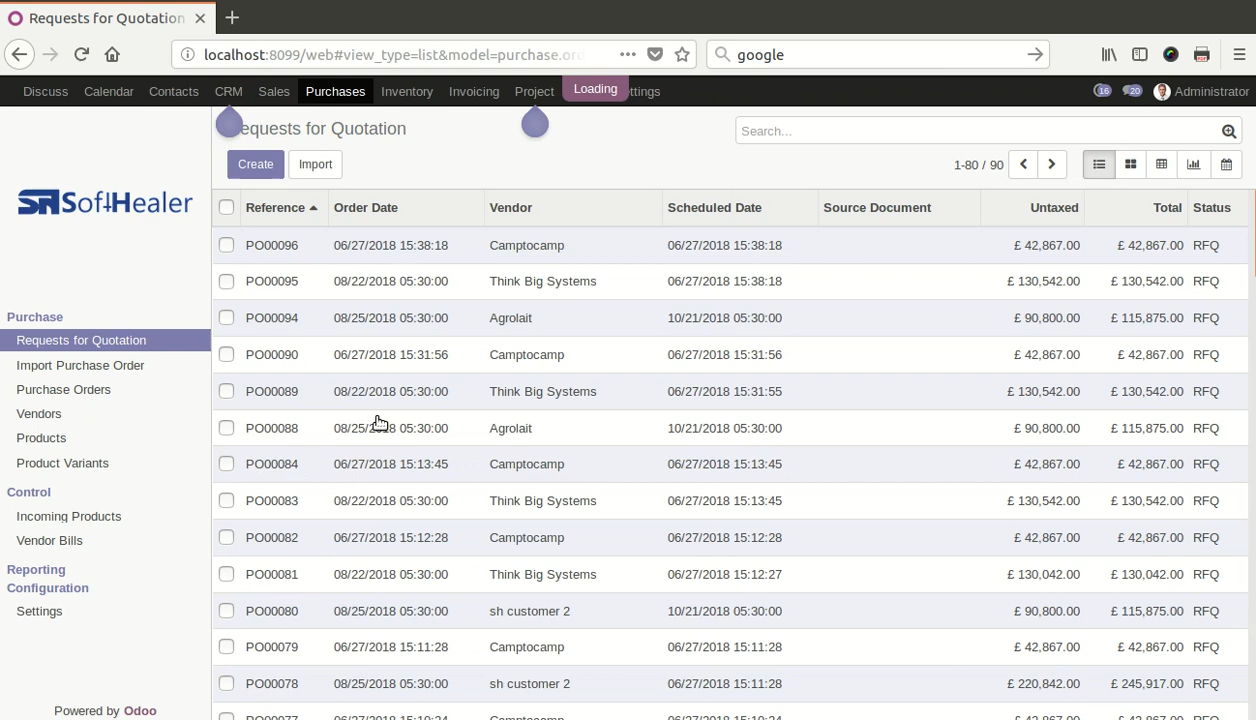 Requests for Quotation
localhost:8099/web#view_type=list&model=purchase.ord
google
Discuss Calendar Contacts CRM Sales Purchases Inventory Invoicing Project Loading ttings 16 20 Administrator
equests for Quotation
Search...
Create Import 1-80 / 90
SoftHealer
Reference Order Date Vendor Scheduled Date Source Document Untaxed Total Status
PO00096 06/27/2018 15:38:18 Camptocamp 06/27/2018 15:38:18 £ 42,867.00 £ 42,867.00 RFQ
PO00095 08/22/2018 05:30:00 Think Big Systems 06/27/2018 15:38:18 £ 130,542.00 £ 130,542.00 RFQ
PO00094 08/25/2018 05:30:00 Agrolait 10/21/2018 05:30:00 £ 90,800.00 £ 115,875.00 RFQ
PO00090 06/27/2018 15:31:56 Camptocamp 06/27/2018 15:31:56 £ 42,867.00 £ 42,867.00 RFQ
PO00089 08/22/2018 05:30:00 Think Big Systems 06/27/2018 15:31:55 £ 130,542.00 £ 130,542.00 RFQ
PO00088 08/25/2018 05:30:00 Agrolait 10/21/2018 05:30:00 £ 90,800.00 £ 115,875.00 RFQ
PO00084 06/27/2018 15:13:45 Camptocamp 06/27/2018 15:13:45 £ 42,867.00 £ 42,867.00 RFQ
PO00083 08/22/2018 05:30:00 Think Big Systems 06/27/2018 15:13:45 £ 130,542.00 £ 130,542.00 RFQ
PO00082 06/27/2018 15:12:28 Camptocamp 06/27/2018 15:12:28 £ 42,867.00 £ 42,867.00 RFQ
PO00081 08/22/2018 05:30:00 Think Big Systems 06/27/2018 15:12:27 £ 130,042.00 £ 130,042.00 RFQ
PO00080 08/25/2018 05:30:00 sh customer 2 10/21/2018 05:30:00 £ 90,800.00 £ 115,875.00 RFQ
PO00079 06/27/2018 15:11:28 Camptocamp 06/27/2018 15:11:28 £ 42,867.00 £ 42,867.00 RFQ
PO00078 08/25/2018 05:30:00 sh customer 2 06/27/2018 15:11:28 £ 220,842.00 £ 245,917.00 RFQ
Purchase
Requests for Quotation
Import Purchase Order
Purchase Orders
Vendors
Products
Product Variants
Control
Incoming Products
Vendor Bills
Reporting
Configuration
Settings
Powered by Odoo